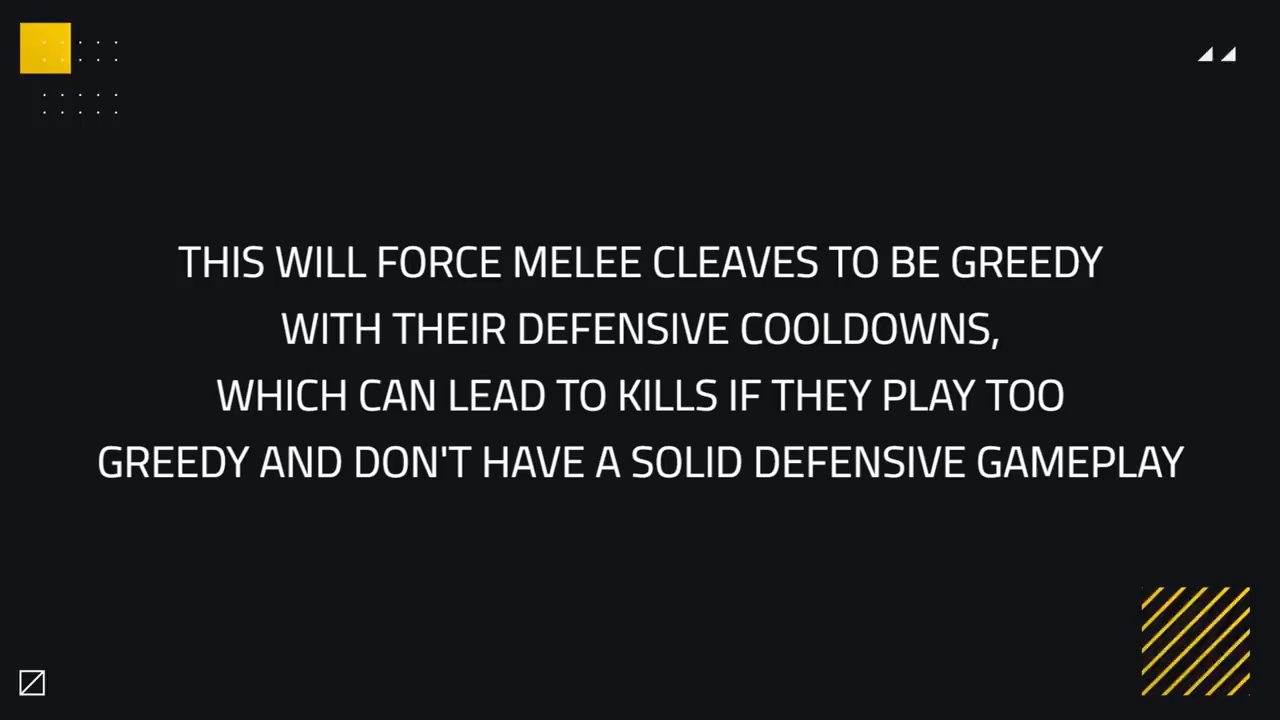 THIS WILL FORCE MELEE CLEAVES TO BE GREEDY
WITH THEIR DEFENSIVE COOLDOWNS,
WHICH CAN LEAD TO KILLS IF THEY PLAY TOO
GREEDY AND DON'T HAVE A SOLID DEFENSIVE GAMEPLAY